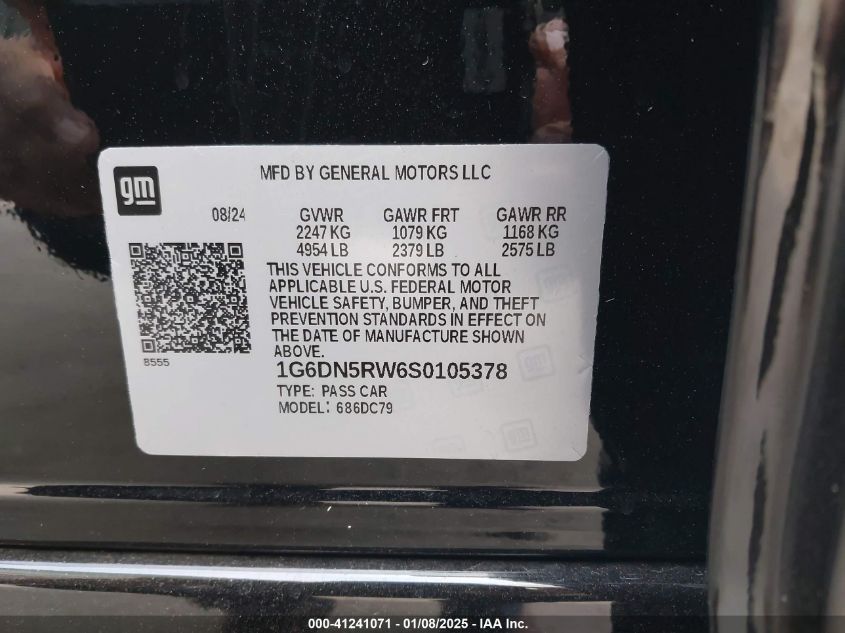 gm
MFD BY GENERAL MOTORS LLC
08/24 GVWR GAWR FRT GAWR RR
2247 KG 1079 KG 1168 KG
4954 LB 2379 LB 2575 LB
THIS VEHICLE CONFORMS TO ALL
APPLICABLE U.S. FEDERAL MOTOR
VEHICLE SAFETY, BUMPER, AND THEFT
PREVENTION STANDARDS IN EFFECT ON
THE DATE OF MANUFACTURE SHOWN
ABOVE.
8555
1G6DN5RW6S0105378
TYPE: PASS CAR
MODEL: 686DC79
000-41241071 - 01/08/2025 - IAA Inc.